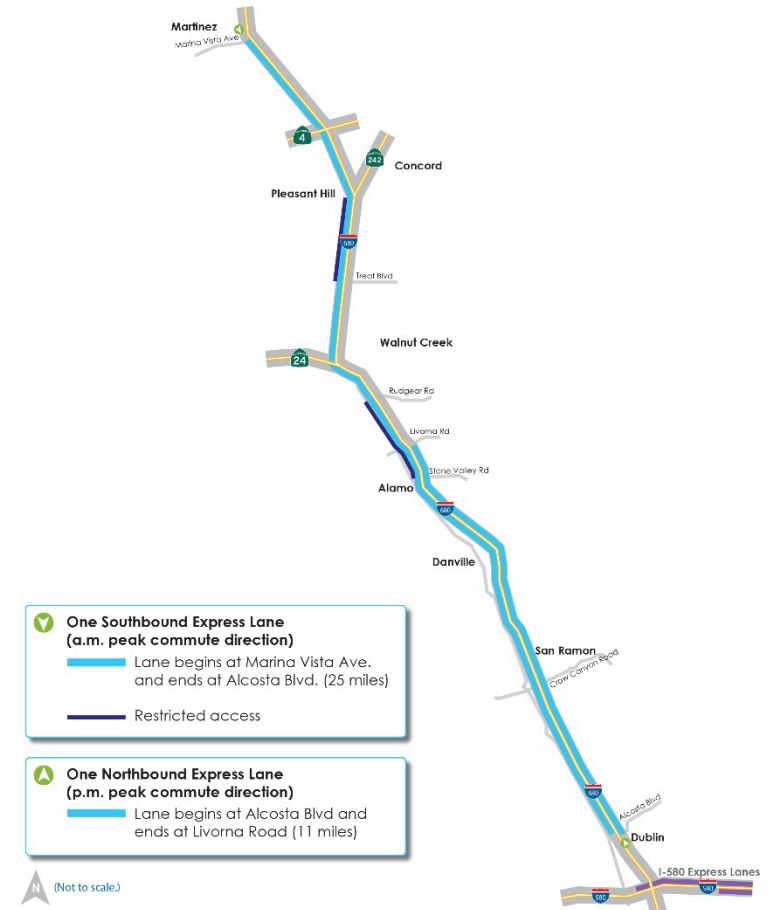 Martinez
Marina Vista Ave
4
242
Concord
Pleasant Hill
680
Treat Blvd
Walnut Creek
24
Rudgear Rd
Livorna Rd
Stone Valley Rd
Alamo
680
Danville
San Ramon
Crow Canyon Road
One Southbound Express Lane
(a.m. peak commute direction)
Lane begins at Marina Vista Ave.
and ends at Alcosta Blvd. (25 miles)
Restricted access
One Northbound Express Lane
(p.m. peak commute direction)
Lane begins at Alcosta Blvd and
ends at Livorna Road (11 miles)
680
Alcosta Blvd
Dublin
I-580 Express Lanes
580
580
N
(Not to scale.)